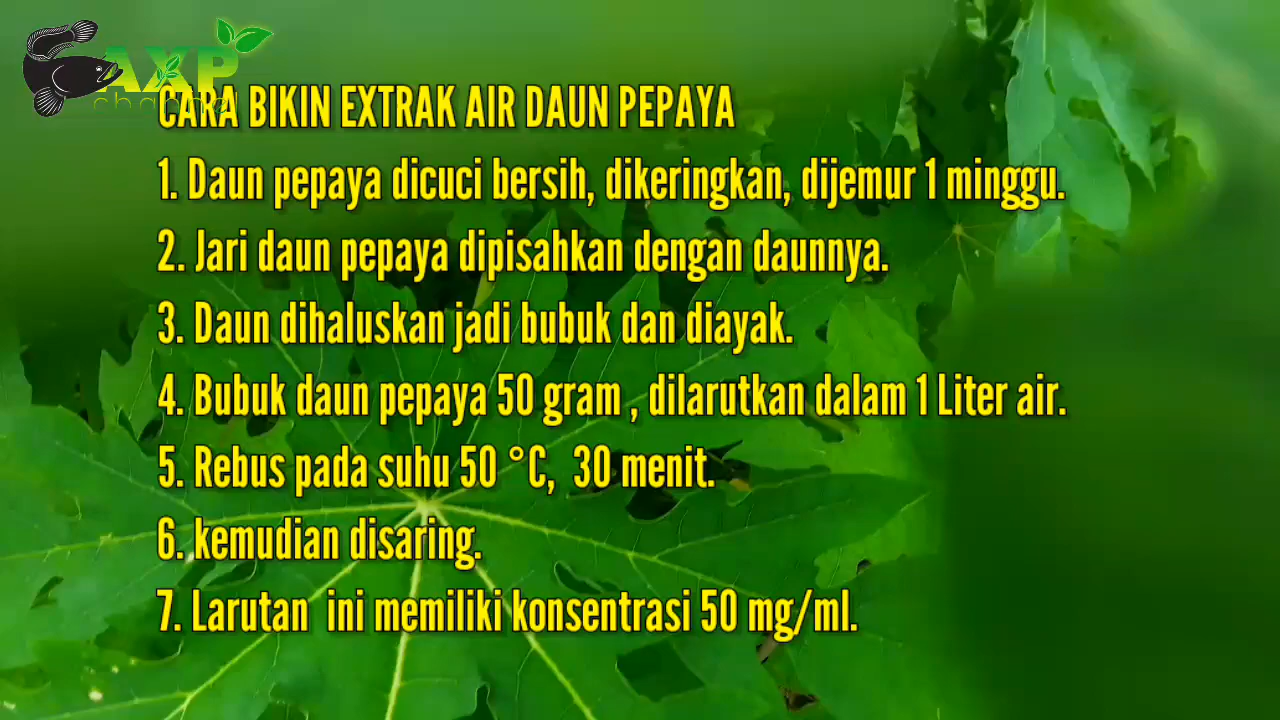 AXP
channel
CARA BIKIN EXTRAK AIR DAUN PEPAYA
1. Daun pepaya dicuci bersih, dikeringkan, dijemur 1 minggu.
2. Jari daun pepaya dipisahkan dengan daunnya.
3. Daun dihaluskan jadi bubuk dan diayak.
4. Bubuk daun pepaya 50 gram , dilarutkan dalam 1 Liter air.
5. Rebus pada suhu 50 °C,  30 menit.
6. kemudian disaring.
7. Larutan  ini memiliki konsentrasi 50 mg/ml.